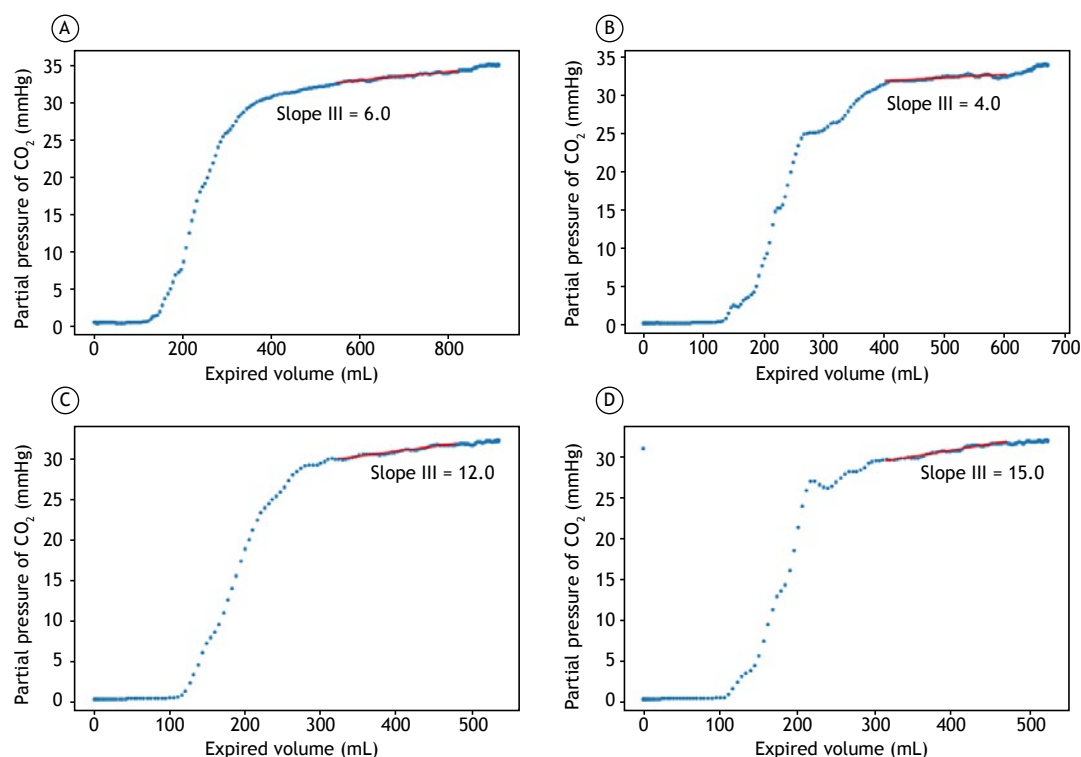 A
Partial pressure of CO2 (mmHg)
35
30
25
20
15
10
5
0
Slope III = 6.0
0 200 400 600 800
Expired volume (mL)
B
Partial pressure of CO2 (mmHg)
35
30
25
20
15
10
5
0
Slope III = 4.0
0 100 200 300 400 500 600 700
Expired volume (mL)
C
Partial pressure of CO2 (mmHg)
30
25
20
15
10
5
0
Slope III = 12.0
0 100 200 300 400 500
Expired volume (mL)
D
Partial pressure of CO2 (mmHg)
30
25
20
15
10
5
0
Slope III = 15.0
0 100 200 300 400 500
Expired volume (mL)